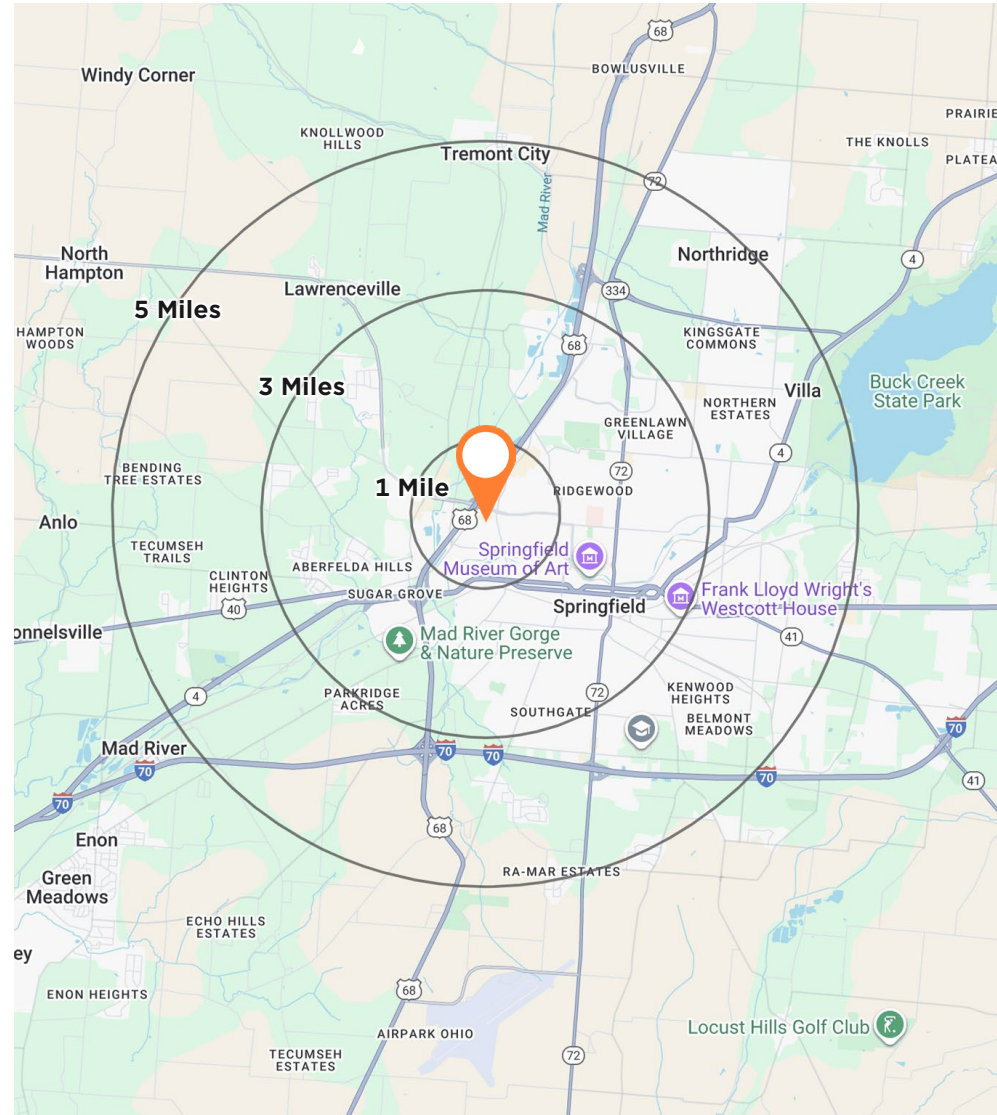 68
BOWLUSVILLE
Windy Corner
PRAIRIE
KNOLLWOOD
HILLS
THE KNOLLS
Tremont City
PLATEA
72
Mad River
North
Hampton
Northridge
4
Lawrenceville
334
5 Miles
HAMPTON
WOODS
KINGSGATE
COMMONS
68
3 Miles
Villa
Buck Creek
State Park
NORTHERN
ESTATES
GREENLAWN
VILLAGE
4
BENDING
TREE ESTATES
72
1 Mile
RIDGEWOOD
Anlo
68
TECUMSEH
TRAILS
Springfield
Museum of Art
ABERFELDA HILLS
CLINTON
HEIGHTS
SUGAR GROVE
40
Springfield
Frank Lloyd Wright's
Westcott House
onnelsville
41
Mad River Gorge
& Nature Preserve
4
PARKRIDGE
ACRES
72
KENWOOD
HEIGHTS
SOUTHGATE
BELMONT
MEADOWS
Mad River
70
70
70
70
70
70
41
68
Enon
Green
Meadows
RA-MAR ESTATES
ECHO HILLS
ESTATES
ey
ENON HEIGHTS
68
AIRPARK OHIO
Locust Hills Golf Club
TECUMSEH
ESTATES
72